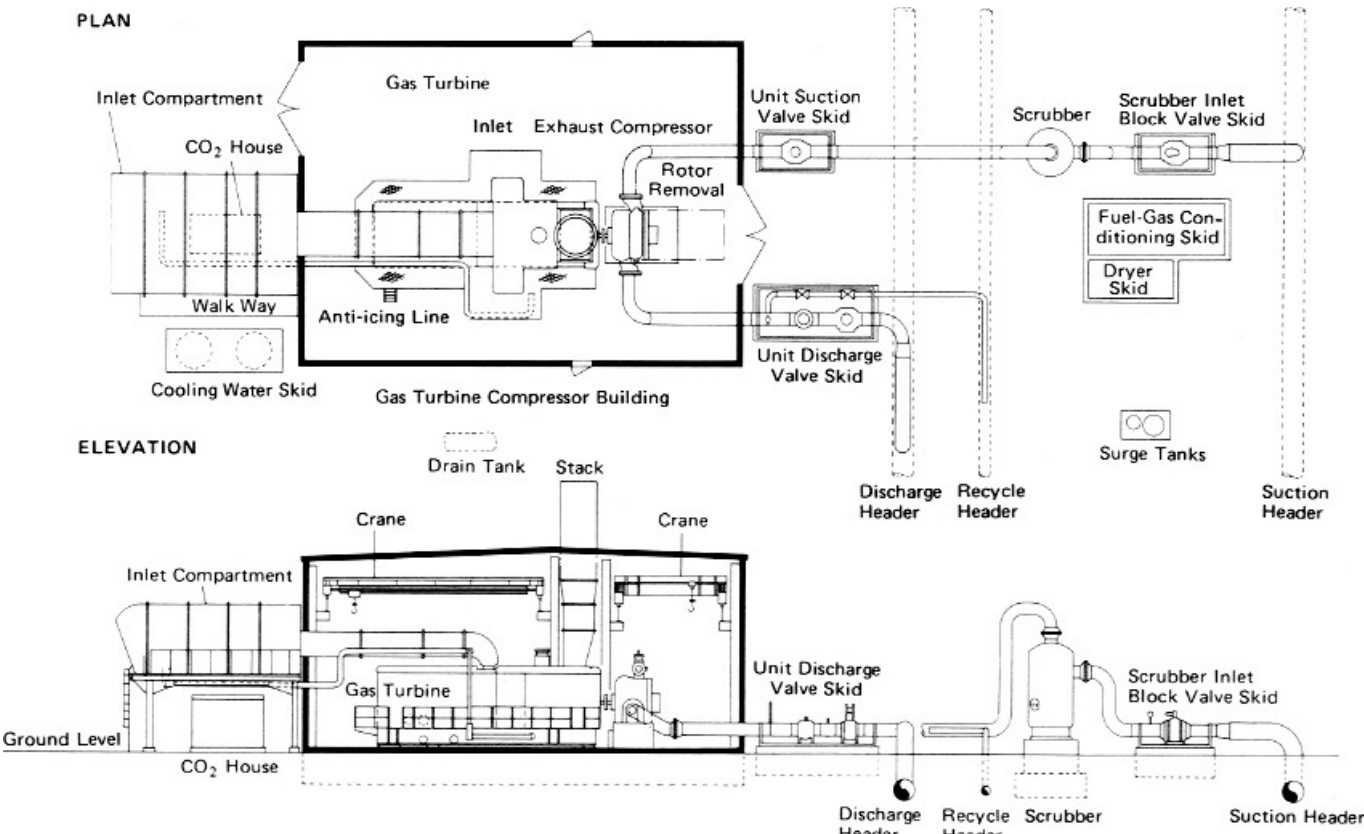 PLAN
Gas Turbine
Inlet Compartment
CO2 House
Inlet
Exhaust Compressor
Rotor
Removal
Unit Suction
Valve Skid
Scrubber
Scrubber Inlet
Block Valve Skid
Fuel-Gas Con-
ditioning Skid
Dryer
Skid
Walk Way
Anti-icing Line
Cooling Water Skid
Unit Discharge
Valve Skid
Gas Turbine Compressor Building
Surge Tanks
Discharge
Header
Recycle
Header
Suction
Header
ELEVATION
Drain Tank
Stack
Crane
Crane
Inlet Compartment
Gas Turbine
Unit Discharge
Valve Skid
Scrubber Inlet
Block Valve Skid
Ground Level
CO2 House
Discharge
Header
Recycle
Header
Scrubber
Suction Header